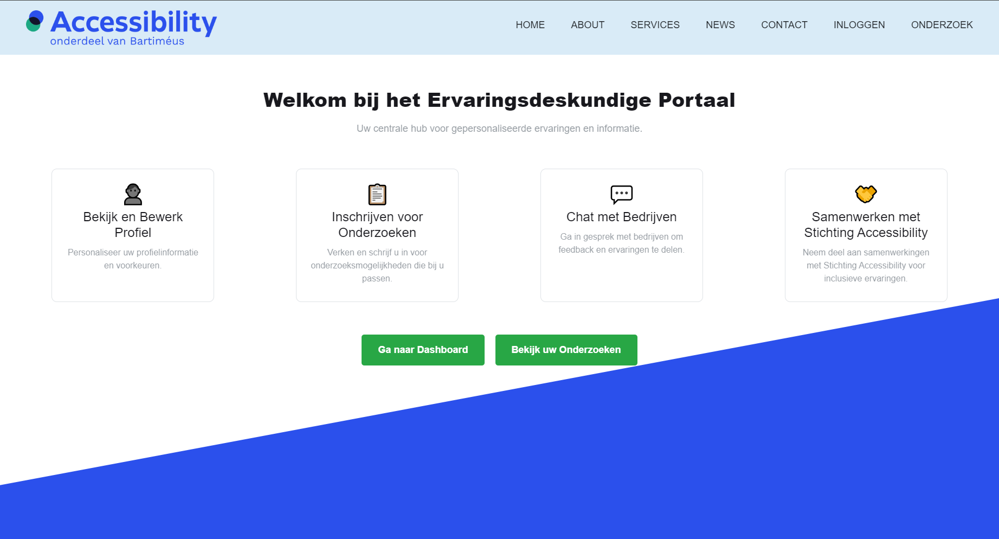 Accessibility
onderdeel van Bartiméus
HOME ABOUT SERVICES NEWS CONTACT INLOGGEN ONDERZOEK
Welkom bij het Ervaringsdeskundige Portaal
Uw centrale hub voor gepersonaliseerde ervaringen en informatie.
Bekijk en Bewerk
Profiel
Personaliseer uw profielinformatie
en voorkeuren.
Inschrijven voor
Onderzoeken
Verken en schrijf u in voor
onderzoeksmogelijkheden die bij u
passen.
Chat met Bedrijven
Ga in gesprek met bedrijven om
feedback en ervaringen te delen.
Samenwerken met
Stichting Accessibility
Neem deel aan samenwerkingen
met Stichting Accessibility voor
inclusieve ervaringen.
Ga naar Dashboard
Bekijk uw Onderzoeken